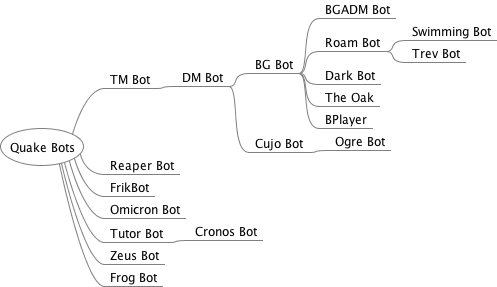 Quake Bots
TM Bot
DM Bot
BG Bot
BGADM Bot
Roam Bot
Swimming Bot
Trev Bot
Dark Bot
The Oak
BPlayer
Cujo Bot
Ogre Bot
Reaper Bot
FrikBot
Omicron Bot
Tutor Bot
Cronos Bot
Zeus Bot
Frog Bot